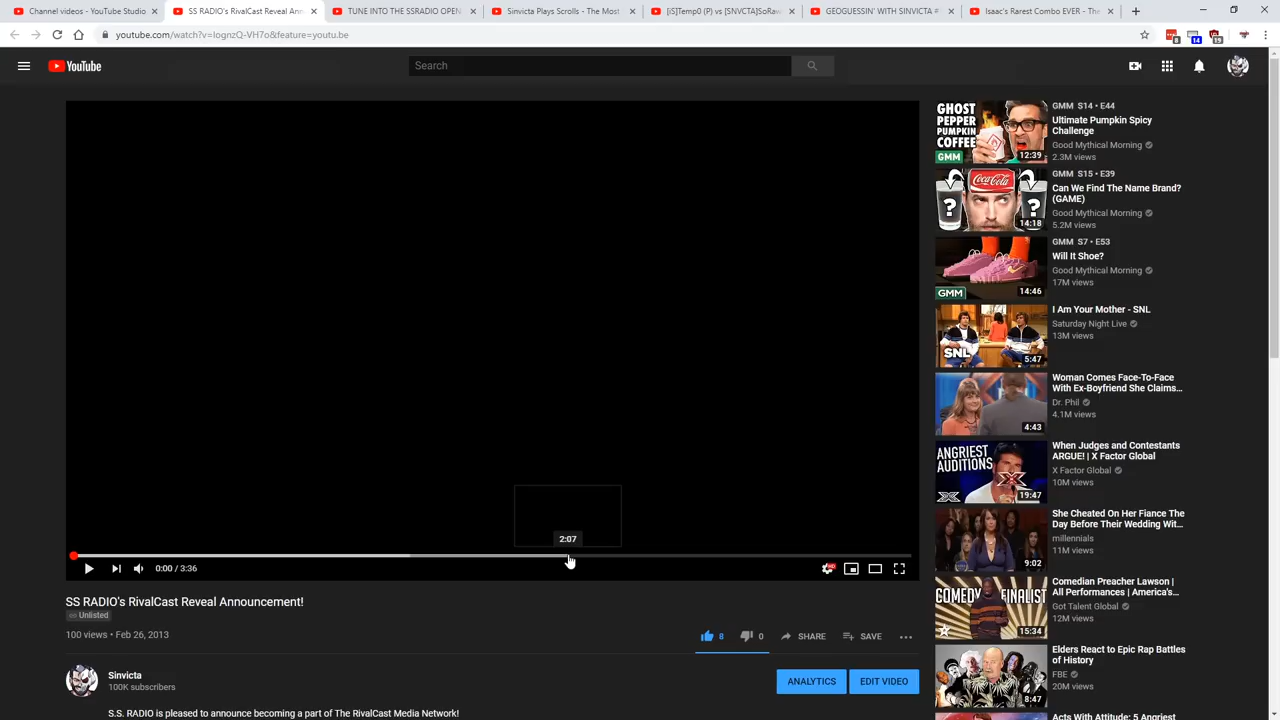 Channel videos - YouTube Studio
SS RADIO's RivalCast Reveal Ann
TUNE INTO THE SSRADIO OPEN
Sinvicta Plays Scrolls - The Most
[iS]Temp0 (P) vs [SNVICTA]sSaraw
GEOGUESSIN' WITH SINVICTA #
Isaac's Rarest Combo EVER - The
youtube.com/watch?v=IognzQ-VH7o&feature=youtu.be
8
14
19
YouTube
Search
GHOST
PEPPER
PUMPKIN
COFFEE
GMM
12:39
GMM S14 • E44
Ultimate Pumpkin Spicy
Challenge
Good Mythical Morning
2.3M views
Coca-Cola
?
?
14:18
GMM S15 • E39
Can We Find The Name Brand?
(GAME)
Good Mythical Morning
5.2M views
GMM
14:46
GMM S7 • E53
Will It Shoe?
Good Mythical Morning
17M views
SNL
5:47
I Am Your Mother - SNL
Saturday Night Live
13M views
4:43
Woman Comes Face-To-Face
With Ex-Boyfriend She Claims...
Dr. Phil
4.1M views
ANGRIEST
AUDITIONS
X
19:47
When Judges and Contestants
ARGUE! | X Factor Global
X Factor Global
10M views
9:02
She Cheated On Her Fiance The
Day Before Their Wedding Wit...
millennials
11M views
COMEDY FINALIST
15:34
Comedian Preacher Lawson |
All Performances | America's...
Got Talent Global
12M views
8:47
Elders React to Epic Rap Battles
of History
FBE
20M views
Acts With Attitude: 5 Angriest
2:07
0:00 / 3:36
HD
SS RADIO's RivalCast Reveal Announcement!
Unlisted
100 views • Feb 26, 2013
8
0
SHARE
SAVE
Sinvicta
100K subscribers
ANALYTICS
EDIT VIDEO
S.S. RADIO is pleased to announce becoming a part of The RivalCast Media Network!